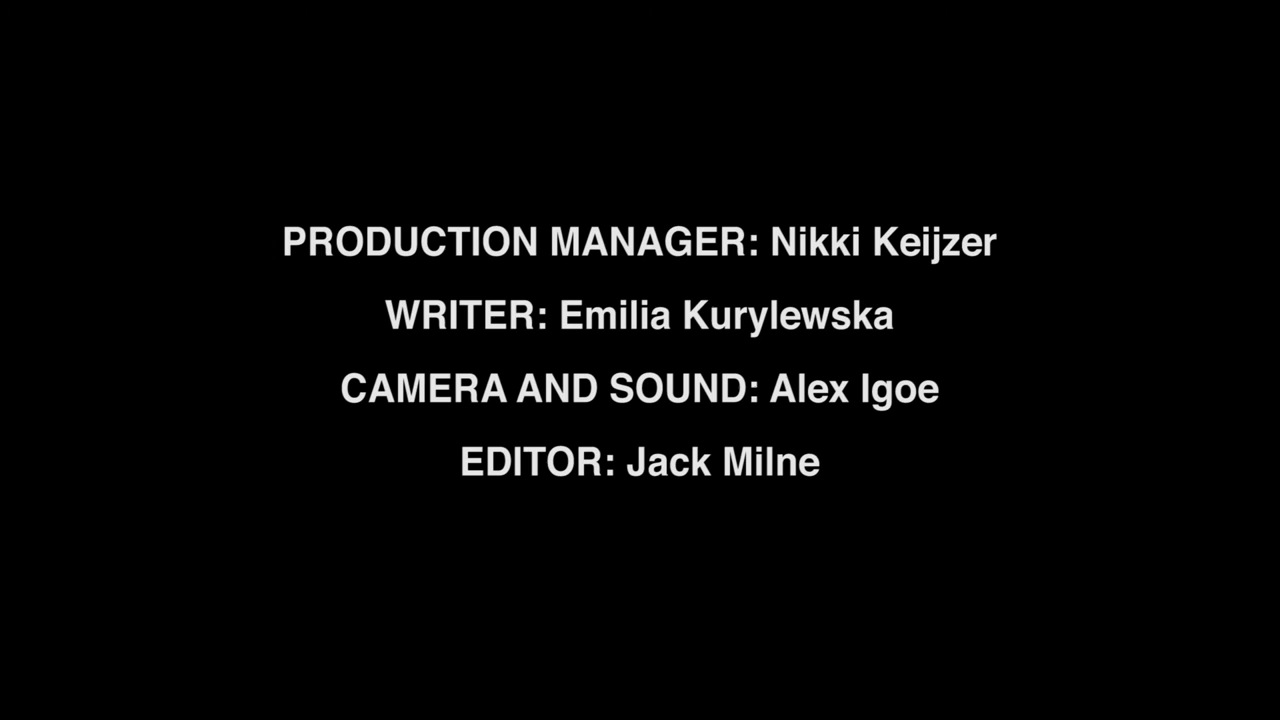 PRODUCTION MANAGER: Nikki Keijzer
WRITER: Emilia Kurylewska
CAMERA AND SOUND: Alex Igoe
EDITOR: Jack Milne